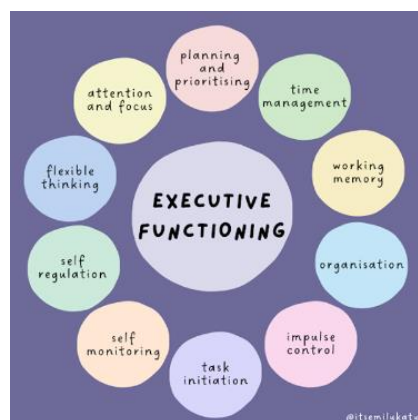 planning
and
prioritising
time
management
working
memory
organisation
impulse
control
task
initiation
self
monitoring
self
regulation
flexible
thinking
attention
and focus
EXECUTIVE
FUNCTIONING